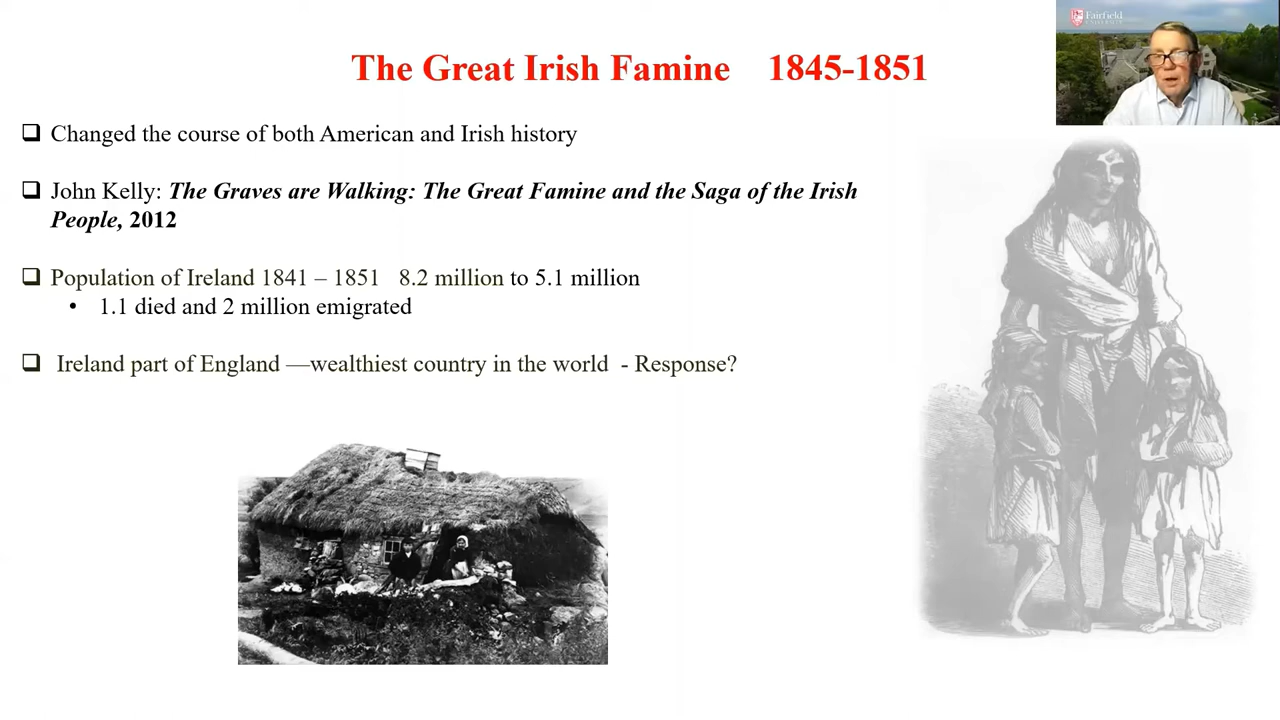 Fairfield
UNIVERSITY
The Great Irish Famine 1845-1851
Changed the course of both American and Irish history
John Kelly: The Graves are Walking: The Great Famine and the Saga of the Irish
People, 2012
Population of Ireland 1841 – 1851 8.2 million to 5.1 million
• 1.1 died and 2 million emigrated
Ireland part of England —wealthiest country in the world - Response?